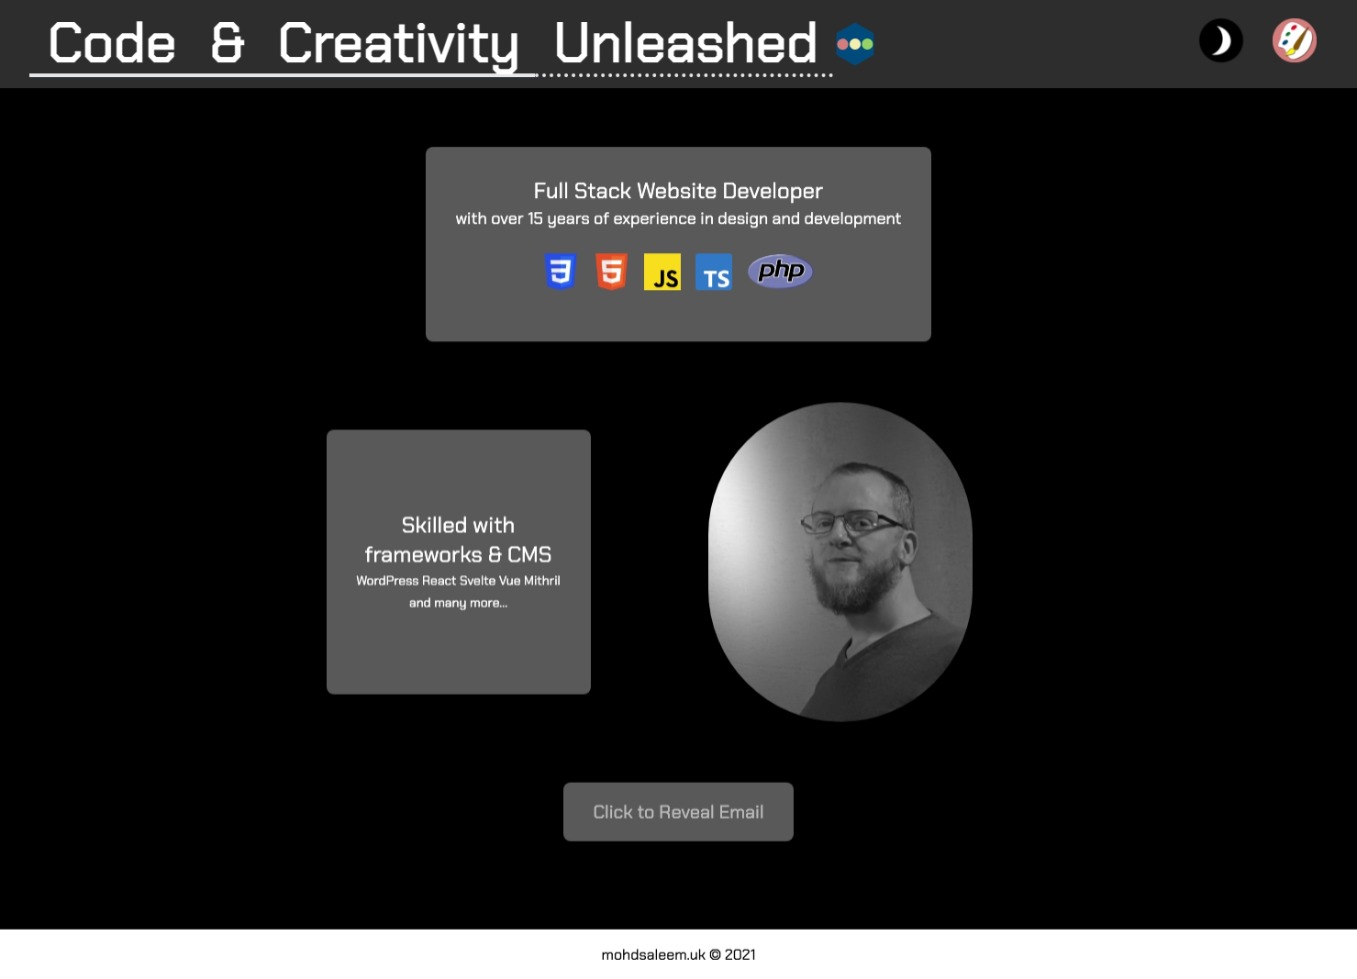 Code & Creativity Unleashed
Full Stack Website Developer
with over 15 years of experience in design and development
3 5 JS TS php
Skilled with
frameworks & CMS
WordPress React Svelte Vue Mithril
and many more...
Click to Reveal Email
mohdsaleem.uk © 2021